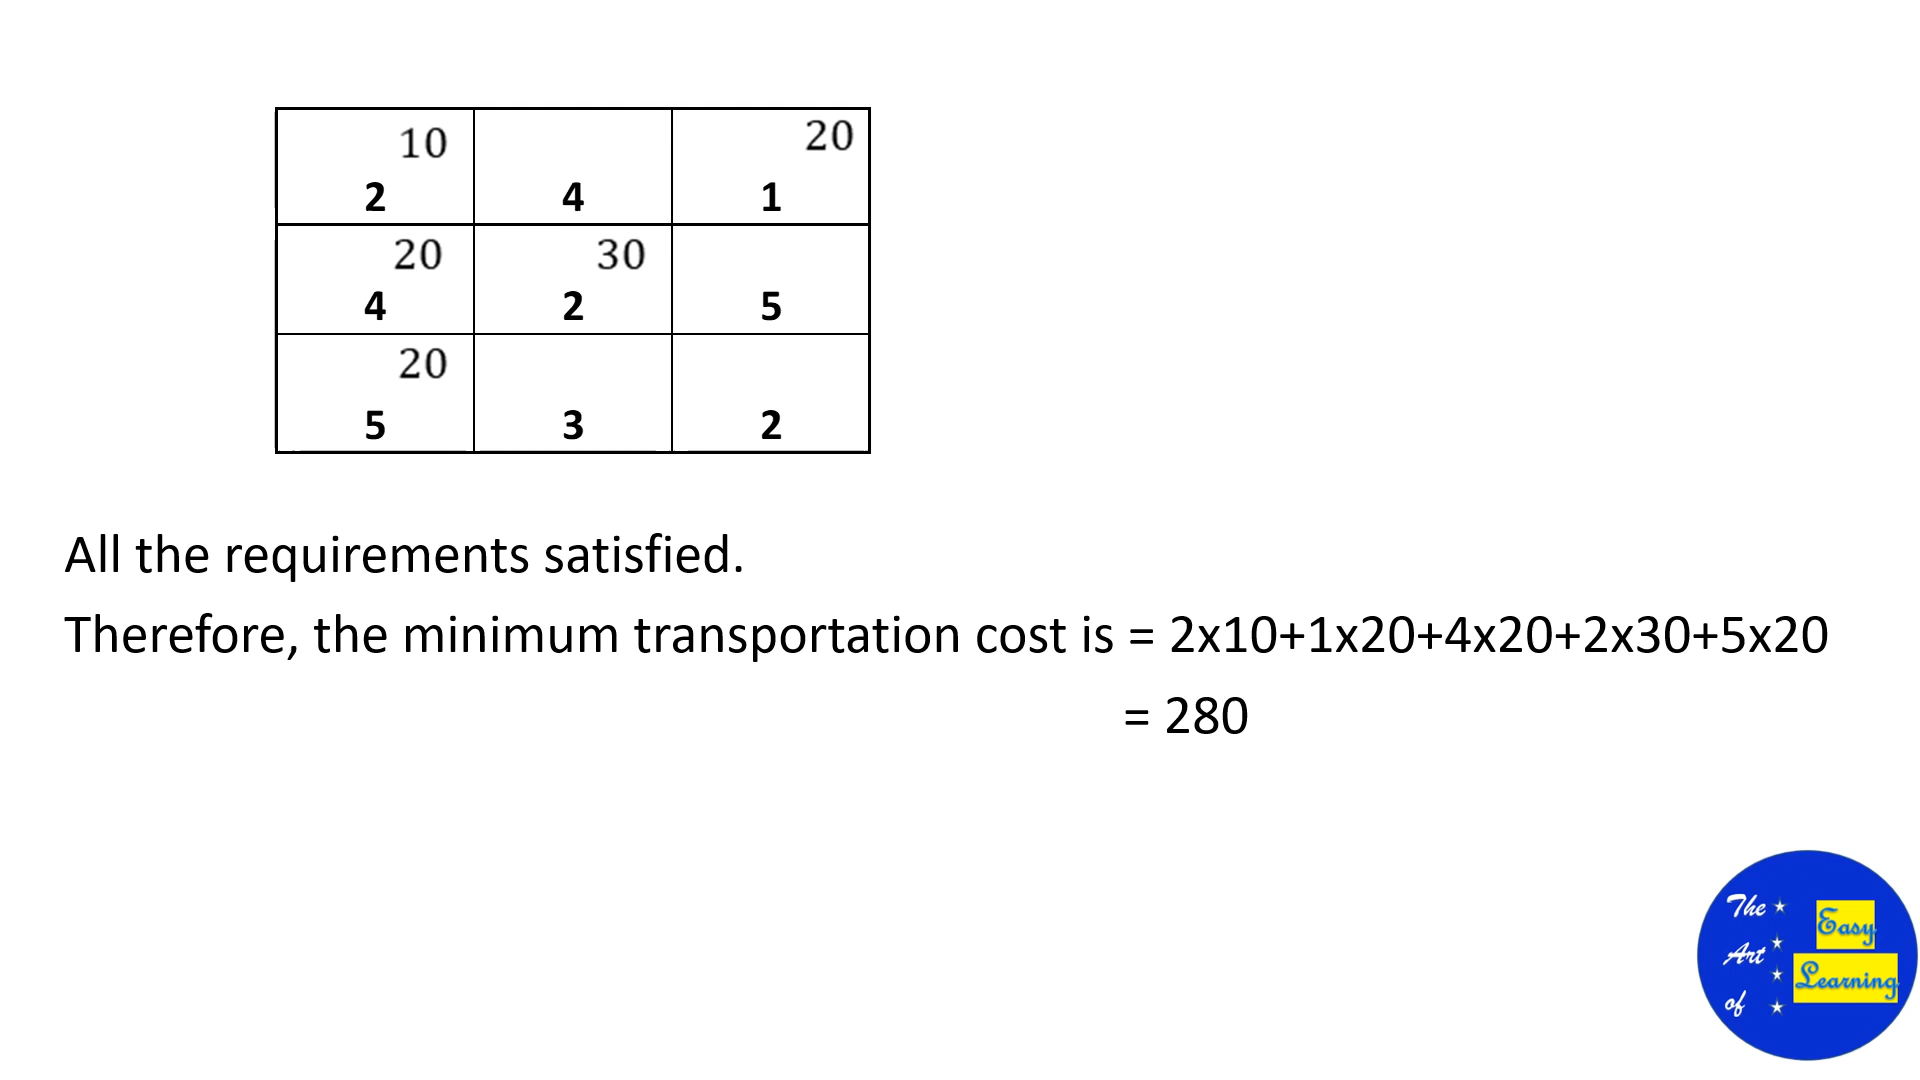 10 20
2 4 1
20 30
4 2 5
20
5 3 2
All the requirements satisfied.
Therefore, the minimum transportation cost is = 2x10+1x20+4x20+2x30+5x20
= 280
The Easy
Art Learning
of